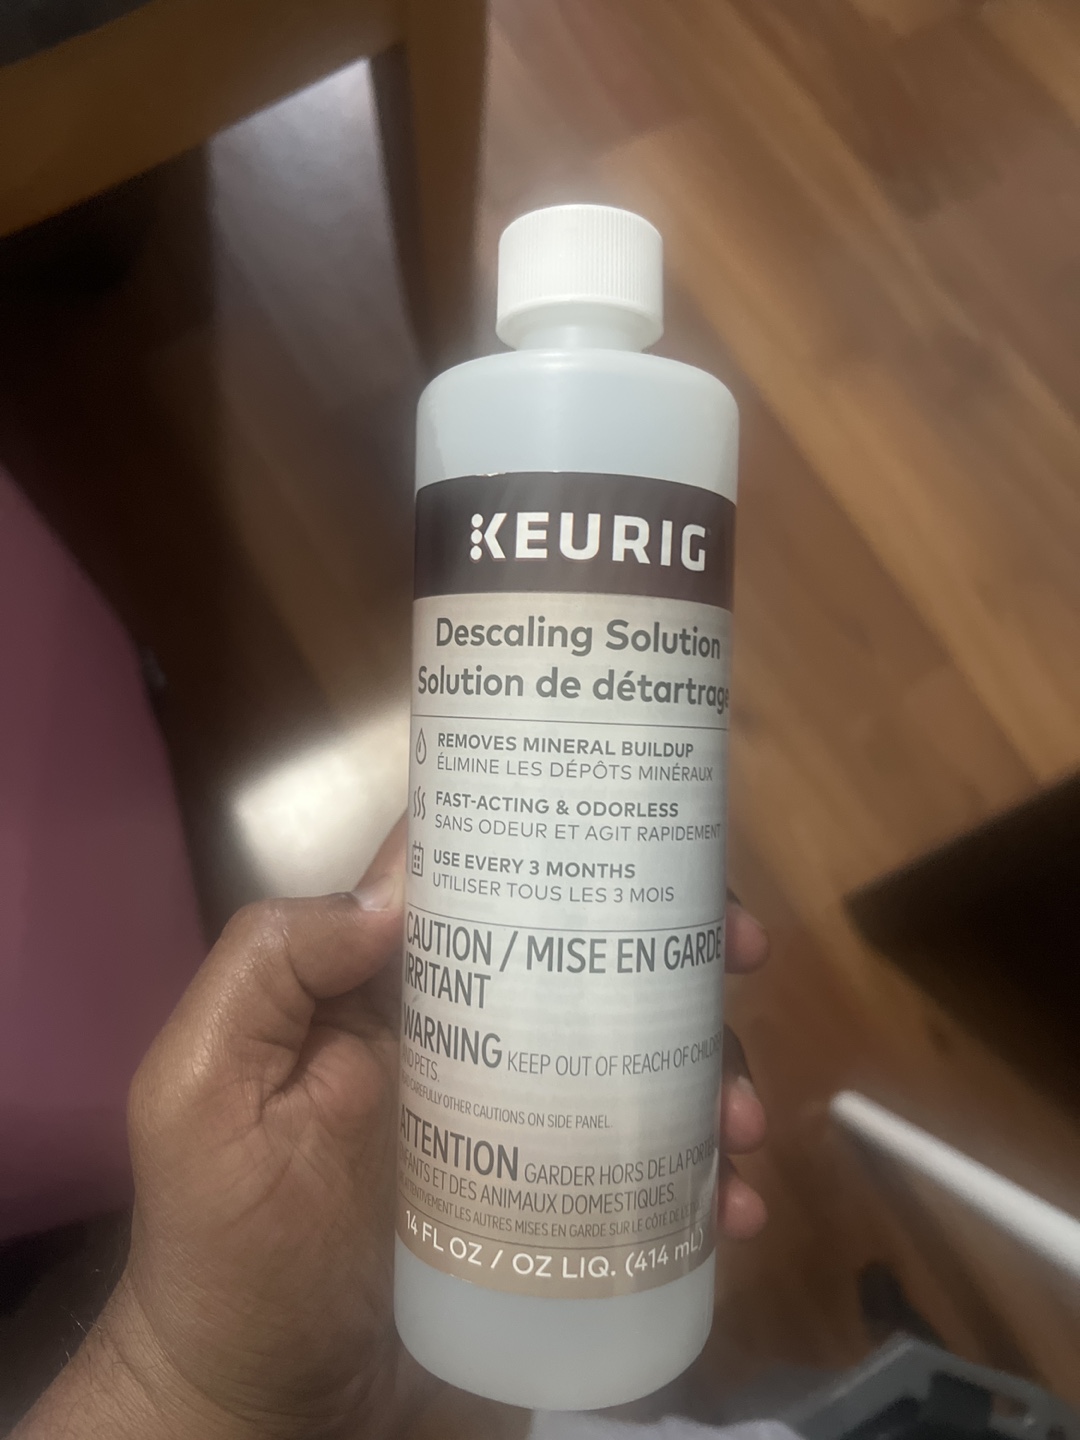 KEURIG
Descaling Solution
Solution de détartrage
REMOVES MINERAL BUILDUP
ÉLIMINE LES DÉPÔTS MINÉRAUX
FAST-ACTING & ODORLESS
SANS ODEUR ET AGIT RAPIDEMENT
USE EVERY 3 MONTHS
UTILISER TOUS LES 3 MOIS
CAUTION / MISE EN GARDE
IRRITANT
WARNING KEEP OUT OF REACH OF
PETS.
CAREFULLY OTHER CAUTIONS ON SIDE PANEL.
ATTENTION GARDER HORS DE LA
ET DES ANIMAUX DOMESTIQUES
LES AUTRES MISES EN GARDE SUR LE CÔTÉ DE
14 FL OZ / OZ LIQ. (414 mL)